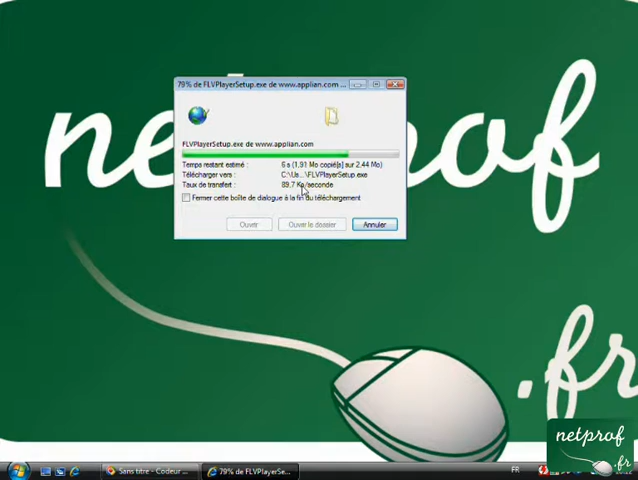 netprof
.fr
79% de FLVPlayerSetup.exe de www.applian.com ...
FLVPlayerSetup.exe de www.applian.com
Temps restant estimé : 6 s (1,97 Mo copié[s] sur 2,44 Mo)
Télécharger vers : C:\Us...\FLVPlayerSetup.exe
Taux de transfert : 89,7 Ko/seconde
Fermer cette boîte de dialogue à la fin du téléchargement
Ouvrir Ouvrir le dossier Annuler
netprof
.fr
Sans titre - Codeur ... 79% de FLVPlayerSe... FR